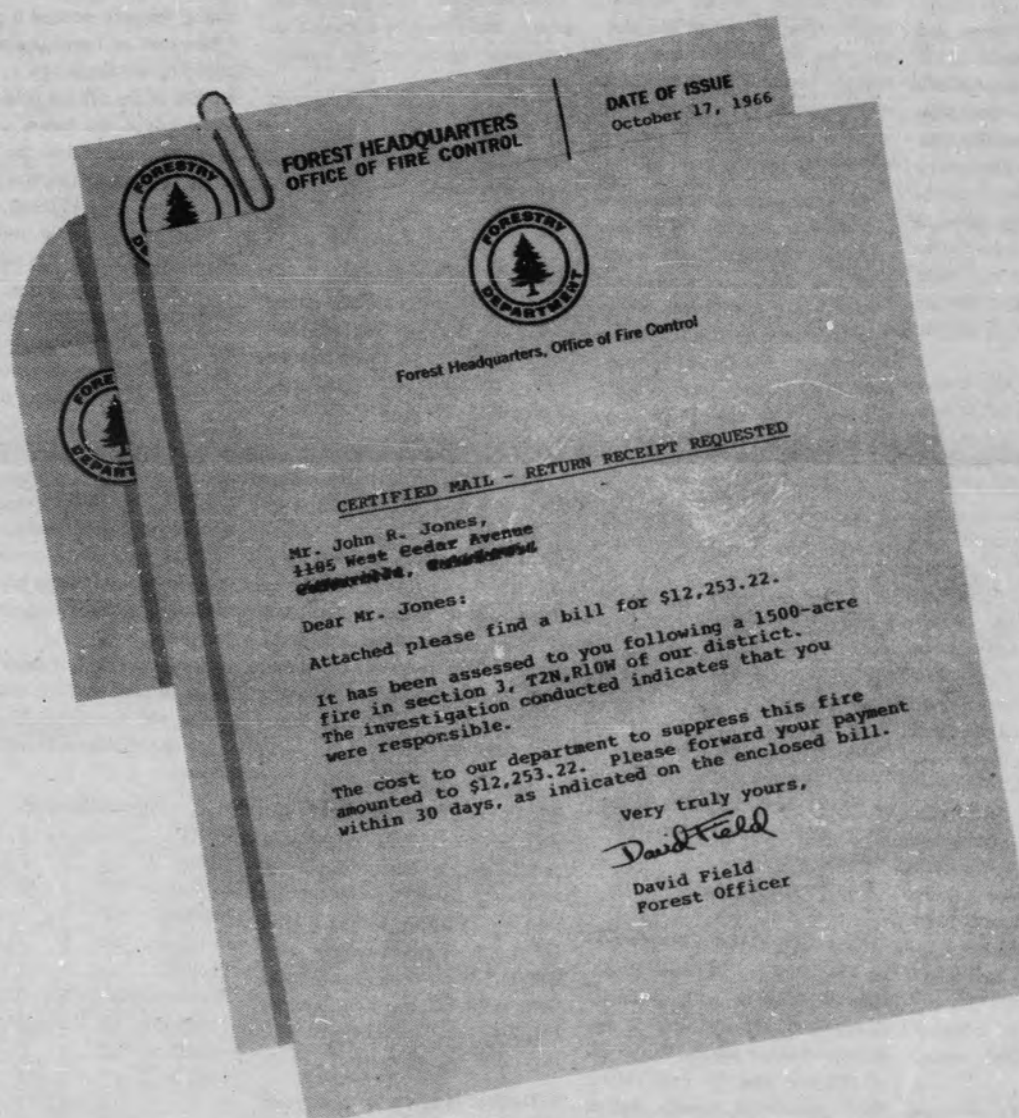 FOREST HEADQUARTERS
OFFICE OF FIRE CONTROL
DATE OF ISSUE
October 17, 1966
FORESTRY
FORESTRY
DEPARTMENT
Forest Headquarters, Office of Fire Control
CERTIFIED MAIL - RETURN RECEIPT REQUESTED
Mr. John R. Jones,
1105 West Cedar Avenue
Dear Mr. Jones:
Attached please find a bill for $12,253.22.
It has been assessed to you following a 1500-acre
fire in section 3, T2N,R10W of our district.
The investigation conducted indicates that you
were responsible.
The cost to our department to suppress this fire
amounted to $12,253.22. Please forward your payment
within 30 days, as indicated on the enclosed bill.
Very truly yours,
David Field
David Field
Forest Officer
FORE
DEPART